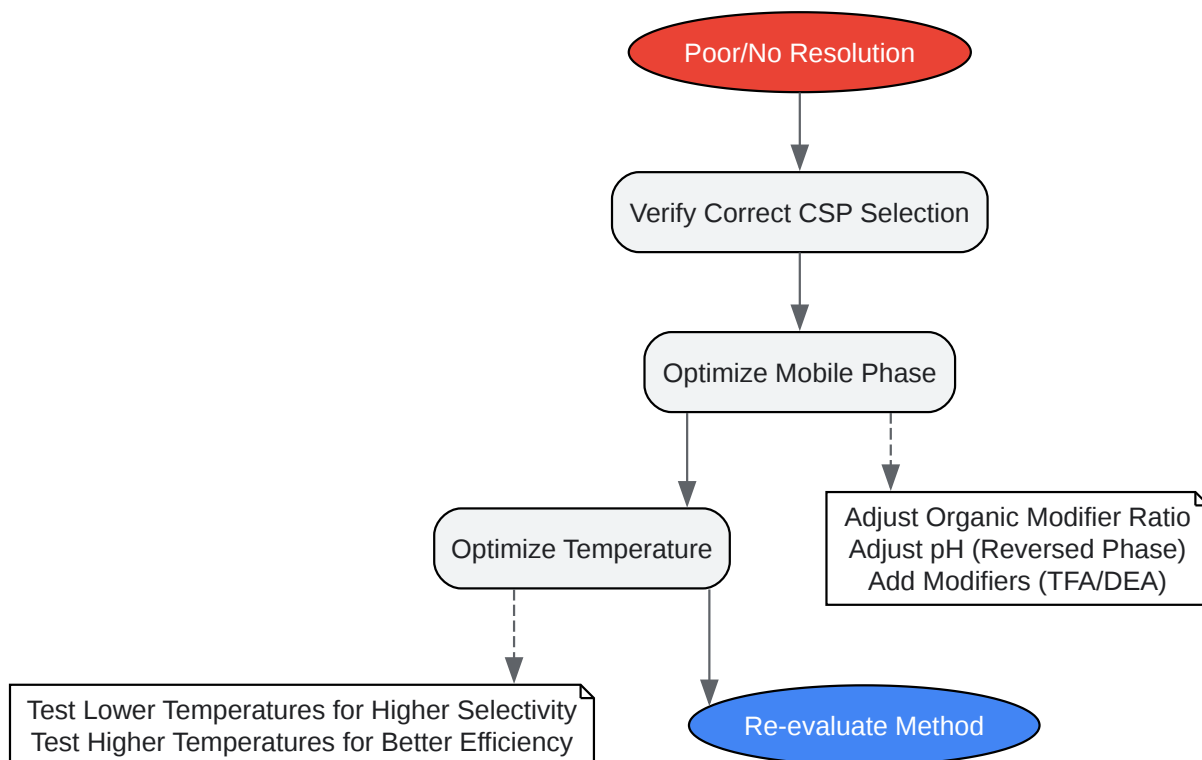 Poor/No Resolution
Verify Correct CSP Selection
Optimize Mobile Phase
Adjust Organic Modifier Ratio
Adjust pH (Reversed Phase)
Add Modifiers (TFA/DEA)
Optimize Temperature
Test Lower Temperatures for Higher Selectivity
Test Higher Temperatures for Better Efficiency
Re-evaluate Method